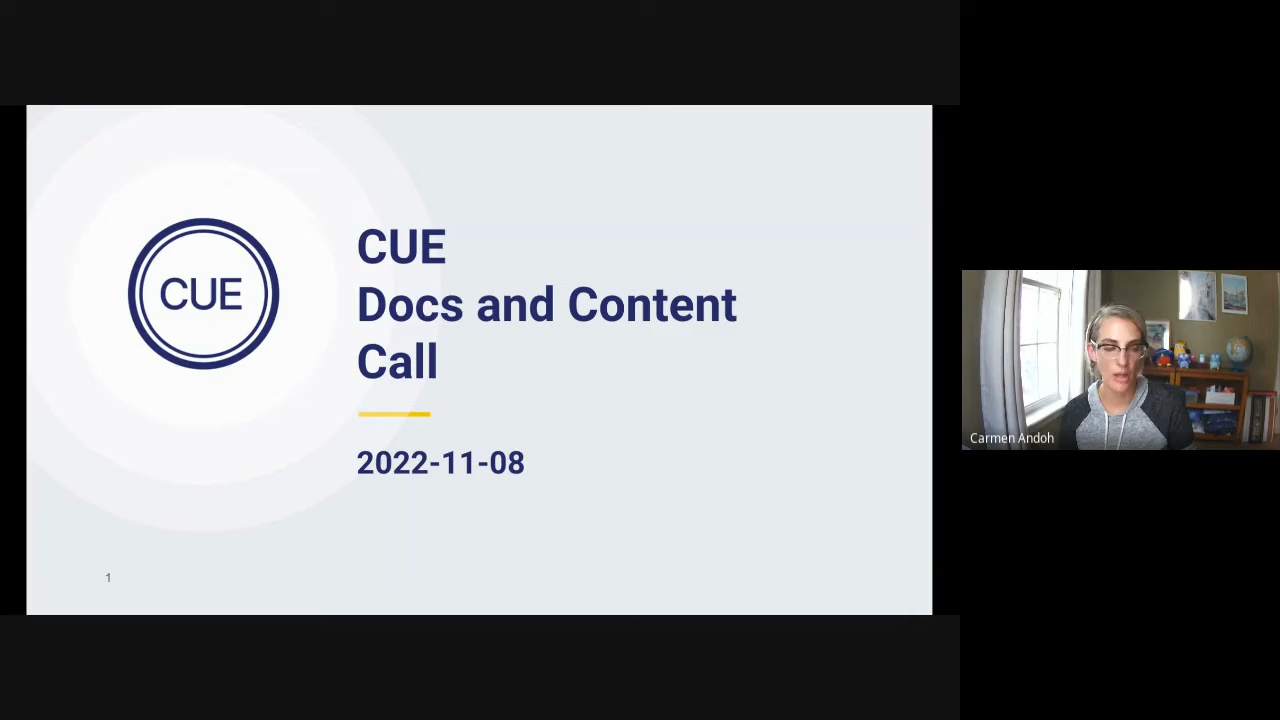 CUE
CUE
Docs and Content
Call
2022-11-08
1
Carmen Andoh